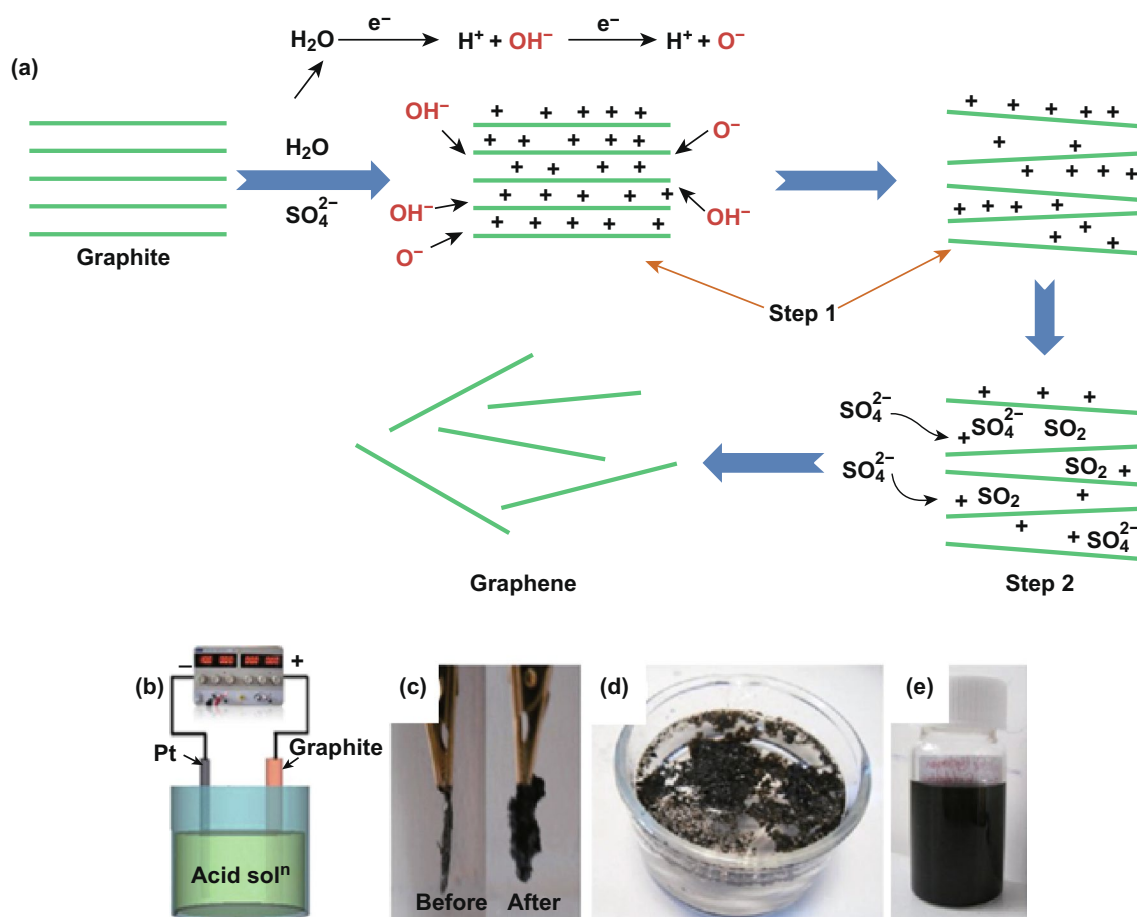 (a)
H₂O e⁻ H⁺ + OH⁻ e⁻ H⁺ + O⁻
H₂O
SO₄²⁻
Graphite
OH⁻
OH⁻
O⁻
O⁻
OH⁻
+ + + + +
+ + + + +
+ + + +
+ + + + +
+ + + + +
+ + + + +
+ +
+ + + +
+ + + +
+ + +
Step 1
SO₄²⁻
SO₄²⁻
+ + +
+ SO₄²⁻ SO₂
SO₂ +
+ SO₂ +
+ + SO₄²⁻
Graphene
Step 2
(b)
– +
Pt
Graphite
Acid solⁿ
(c)
Before After
(d)
(e)